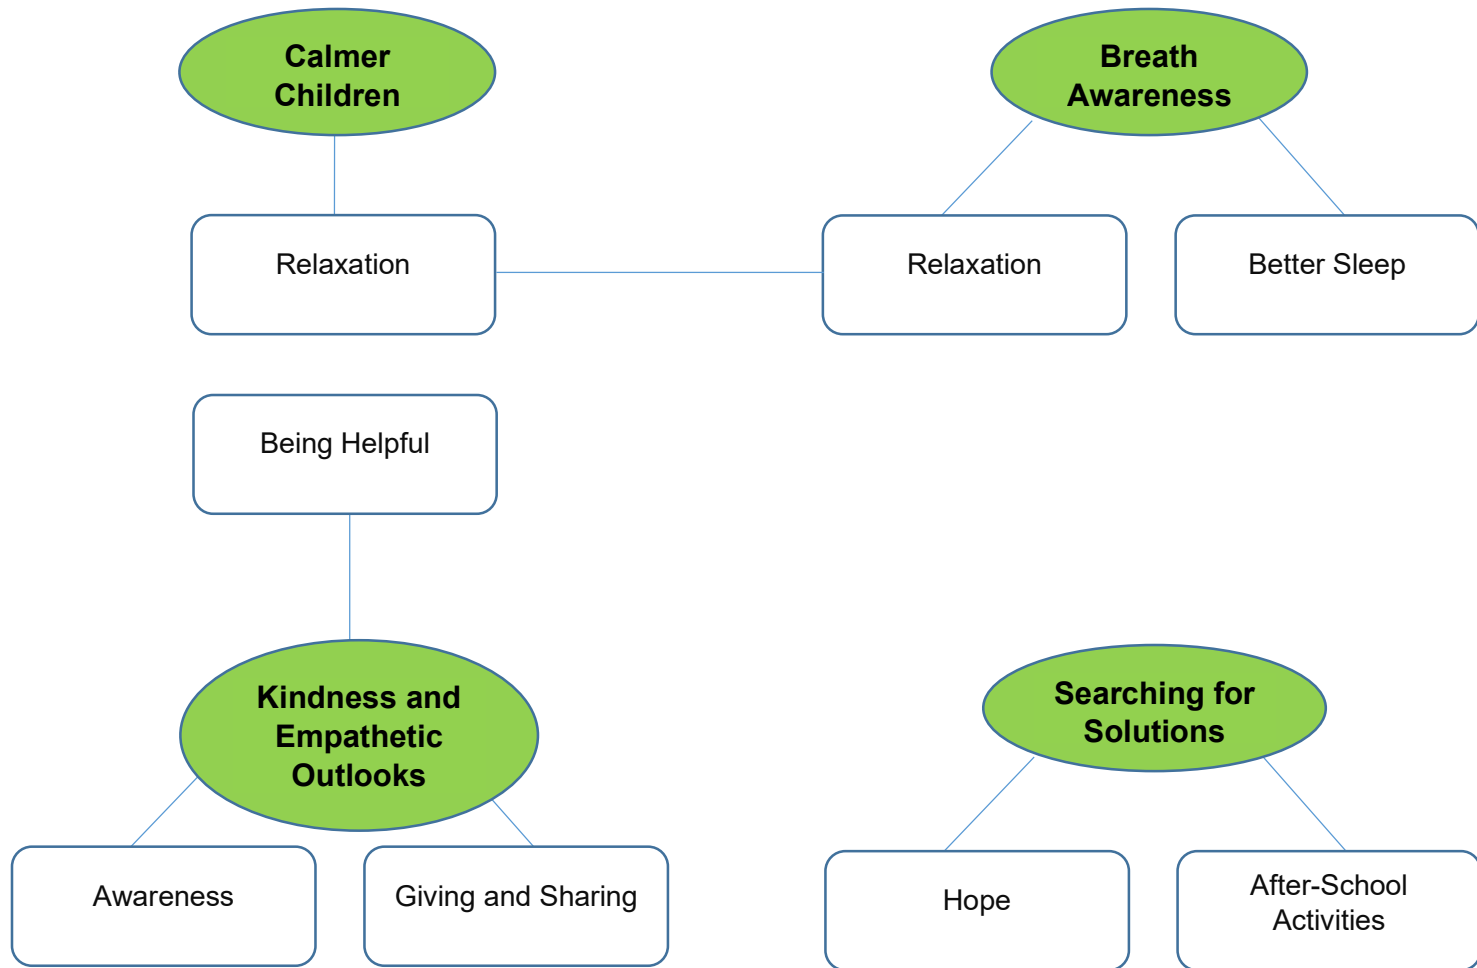 Calmer
Children
Breath
Awareness
Relaxation
Relaxation
Better Sleep
Being Helpful
Kindness and
Empathetic
Outlooks
Searching for
Solutions
Awareness
Giving and Sharing
Hope
After-School
Activities